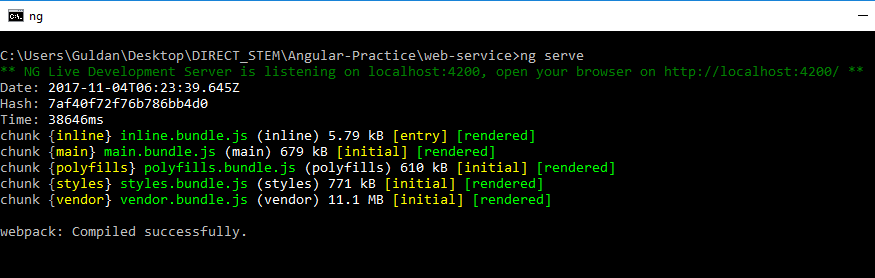 C:\. ng
C:\Users\Guldan\Desktop\DIRECT_STEM\Angular-Practice\web-service>ng serve
** NG Live Development Server is listening on localhost:4200, open your browser on http://localhost:4200/ **
Date: 2017-11-04T06:23:39.645Z
Hash: 7af40f72f76b786bb4d0
Time: 38646ms
chunk {inline} inline.bundle.js (inline) 5.79 kB [entry] [rendered]
chunk {main} main.bundle.js (main) 679 kB [initial] [rendered]
chunk {polyfills} polyfills.bundle.js (polyfills) 610 kB [initial] [rendered]
chunk {styles} styles.bundle.js (styles) 771 kB [initial] [rendered]
chunk {vendor} vendor.bundle.js (vendor) 11.1 MB [initial] [rendered]
webpack: Compiled successfully.